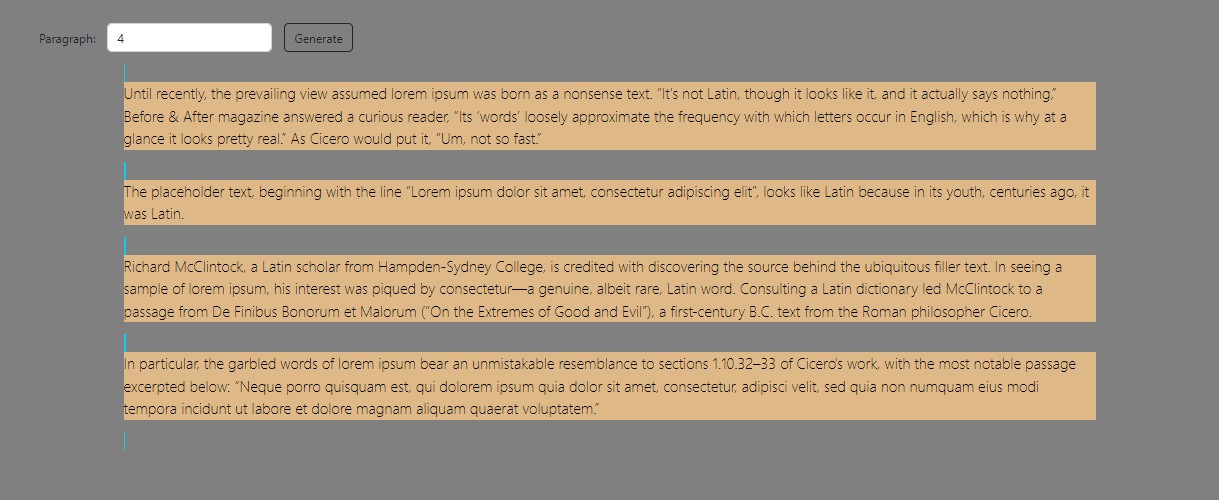 Paragraph: 4 Generate
Until recently, the prevailing view assumed lorem ipsum was born as a nonsense text. “It's not Latin, though it looks like it, and it actually says nothing,”
Before & After magazine answered a curious reader, “Its ‘words’ loosely approximate the frequency with which letters occur in English, which is why at a
glance it looks pretty real.” As Cicero would put it, “Um, not so fast.”
The placeholder text, beginning with the line “Lorem ipsum dolor sit amet, consectetur adipiscing elit”, looks like Latin because in its youth, centuries ago, it
was Latin.
Richard McClintock, a Latin scholar from Hampden-Sydney College, is credited with discovering the source behind the ubiquitous filler text. In seeing a
sample of lorem ipsum, his interest was piqued by consectetur—a genuine, albeit rare, Latin word. Consulting a Latin dictionary led McClintock to a
passage from De Finibus Bonorum et Malorum (“On the Extremes of Good and Evil”), a first-century B.C. text from the Roman philosopher Cicero.
In particular, the garbled words of lorem ipsum bear an unmistakable resemblance to sections 1.10.32–33 of Cicero's work, with the most notable passage
excerpted below: “Neque porro quisquam est, qui dolorem ipsum quia dolor sit amet, consectetur, adipisci velit, sed quia non numquam eius modi
tempora incidunt ut labore et dolore magnam aliquam quaerat voluptatem.”